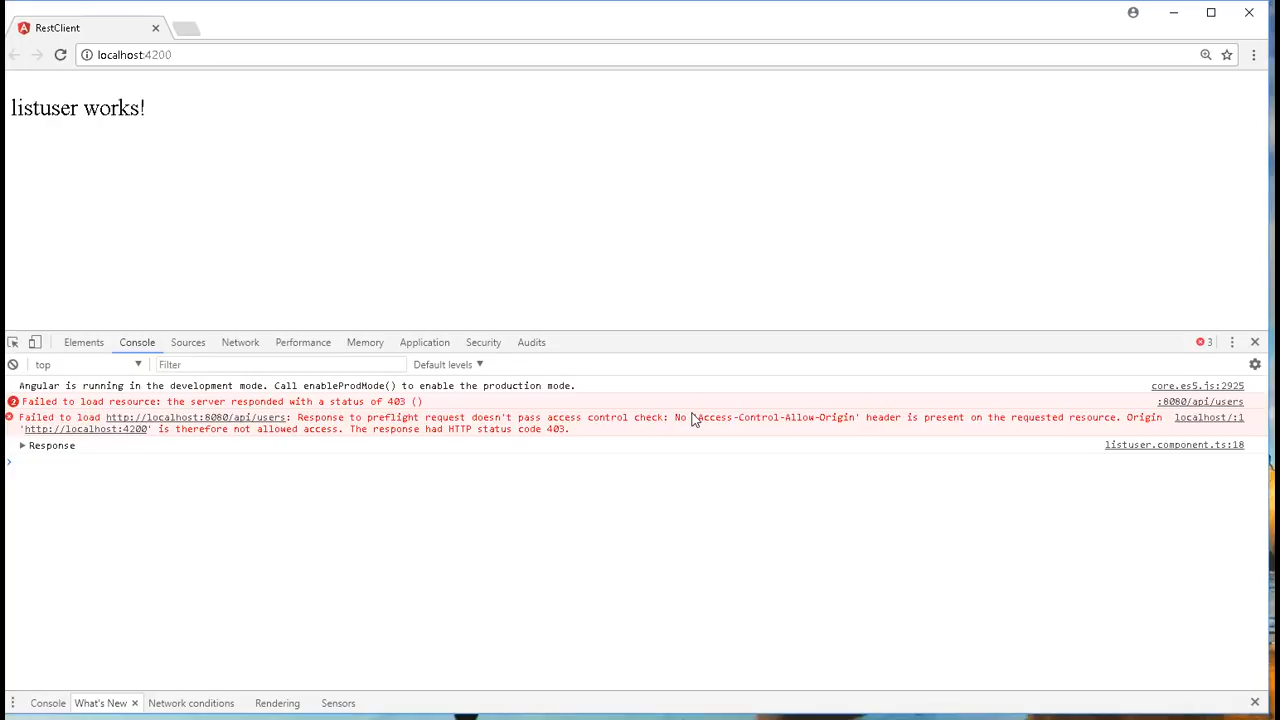 RestClient
localhost:4200
listuser works!
Elements Console Sources Network Performance Memory Application Security Audits 3
top Filter Default levels
Angular is running in the development mode. Call enableProdMode() to enable the production mode. core.es5.js:2925
2 Failed to load resource: the server responded with a status of 403 () :8080/api/users
Failed to load http://localhost:8080/api/users: Response to preflight request doesn't pass access control check: No 'Access-Control-Allow-Origin' header is present on the requested resource. Origin localhost/:1
'http://localhost:4200' is therefore not allowed access. The response had HTTP status code 403.
Response listuser.component.ts:18
Console What's New Network conditions Rendering Sensors